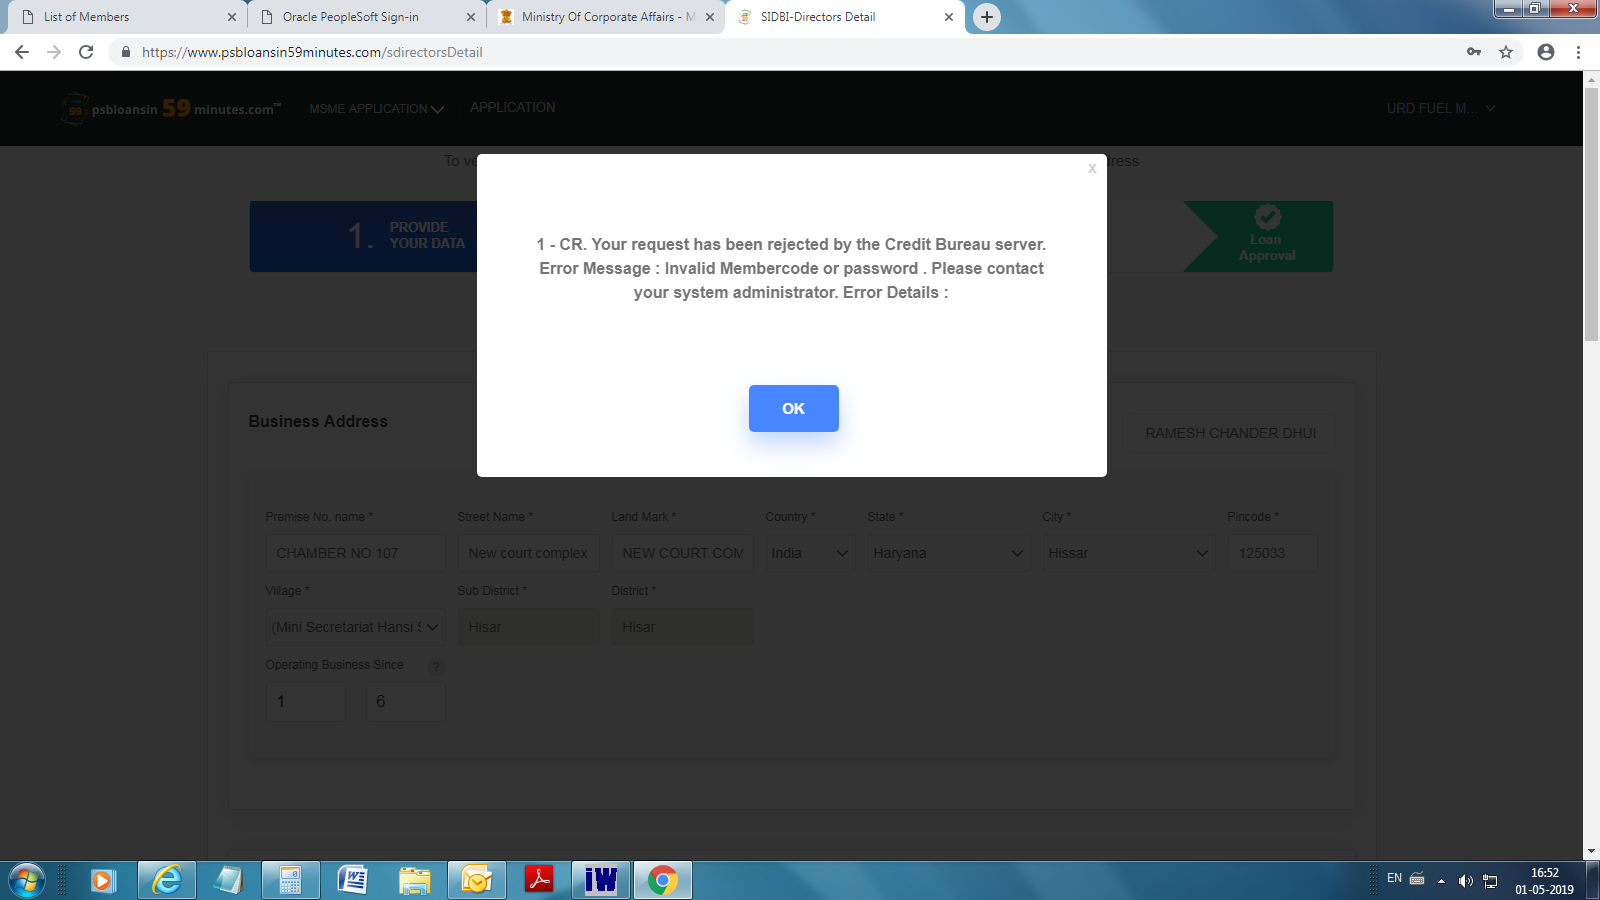 List of Members
Oracle PeopleSoft Sign-in
Ministry Of Corporate Affairs - M
SIDBI-Directors Detail
https://www.psbloansin59minutes.com/sdirectorsDetail
psbloansin 59 minutes.com™
MSME APPLICATION
APPLICATION
URD FUEL M...
To ve
ress
x
1. PROVIDE
YOUR DATA
Loan
Approval
1 - CR. Your request has been rejected by the Credit Bureau server.
Error Message : Invalid Membercode or password . Please contact
your system administrator. Error Details :
OK
Business Address
RAMESH CHANDER DHUL
Premise No. name * Street Name * Land Mark * Country * State * City * Pincode *
CHAMBER NO 107 New court complex NEW COURT COM India Haryana Hissar 125033
Village * Sub District * District *
(Mini Secretariat Hansi S Hisar Hisar
Operating Business Since ?
1 6
EN
16:52
01-05-2019